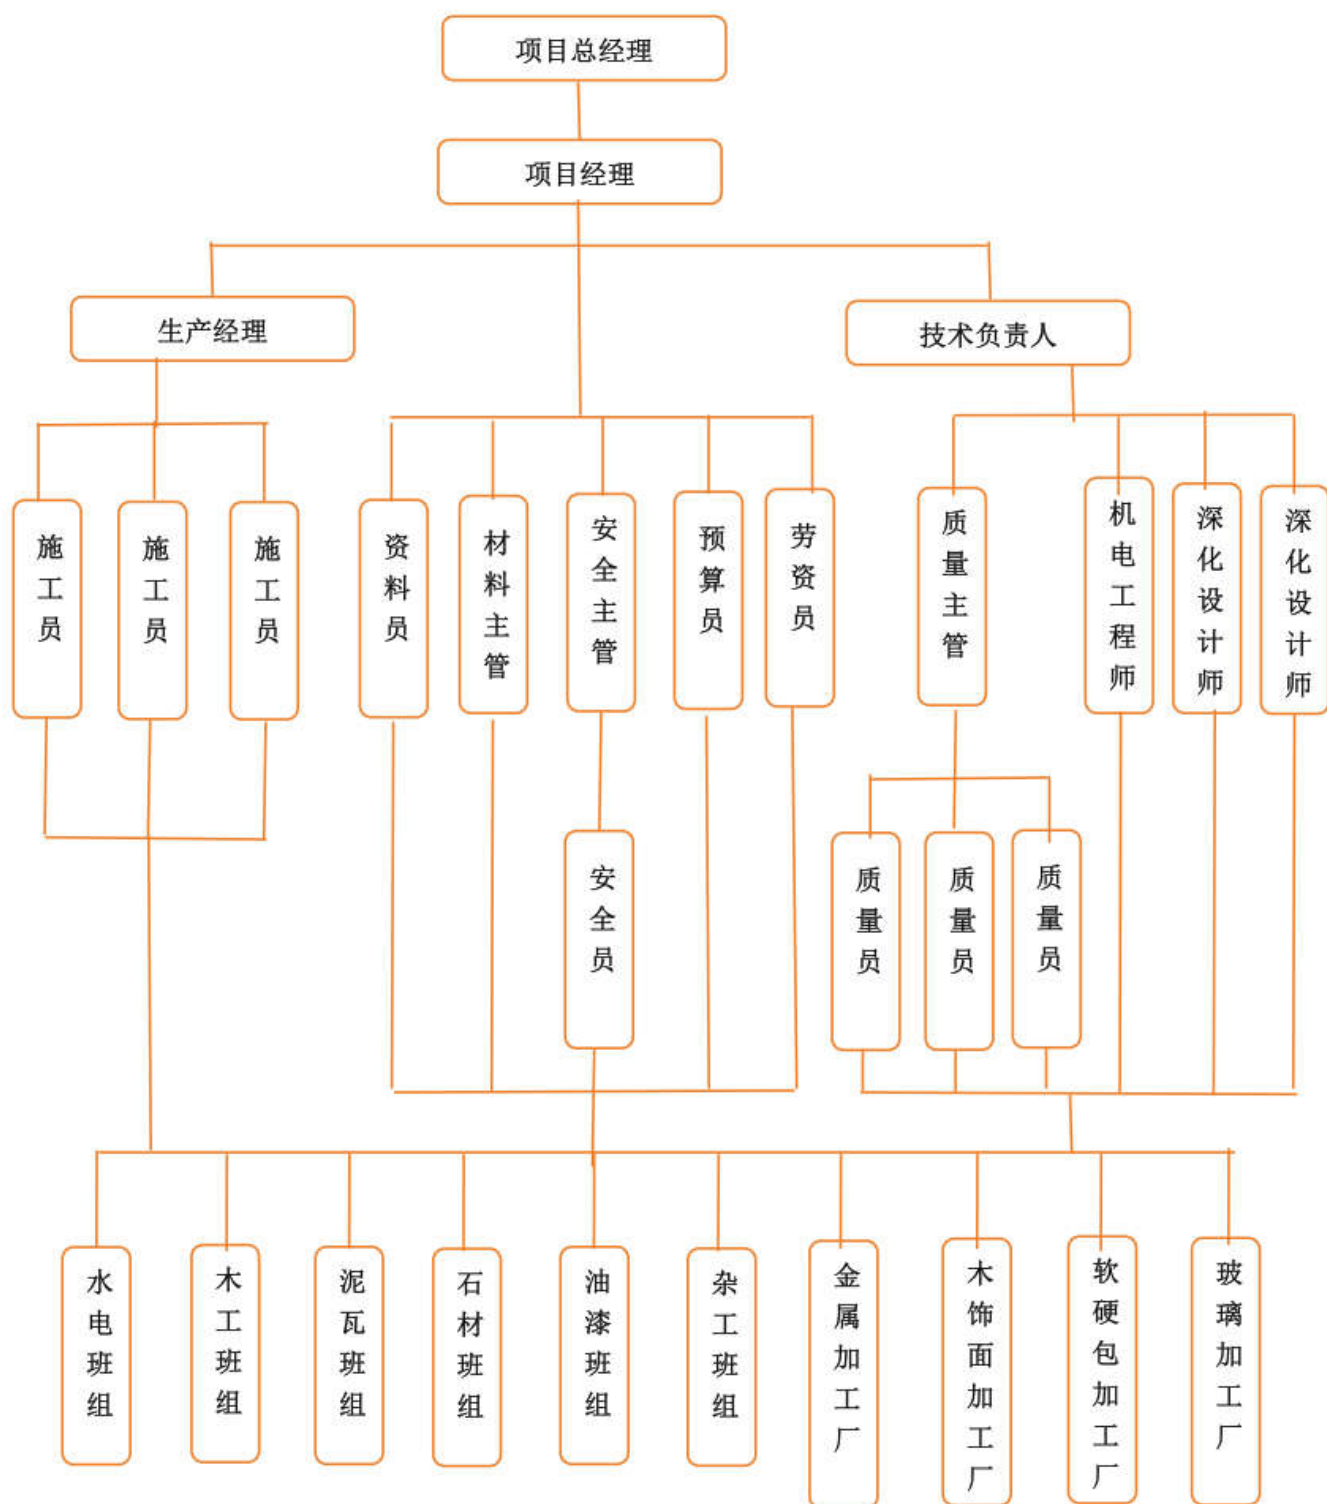 项目总经理
项目经理
生产经理
技术负责人
施工员
施工员
施工员
资料员
材料主管
安全主管
预算员
劳资员
质量主管
机电工程师
深化设计师
深化设计师
安全员
质量员
质量员
质量员
水电班组
木工班组
泥瓦班组
石材班组
油漆班组
杂工班组
金属加工厂
木饰面加工厂
软硬包加工厂
玻璃加工厂